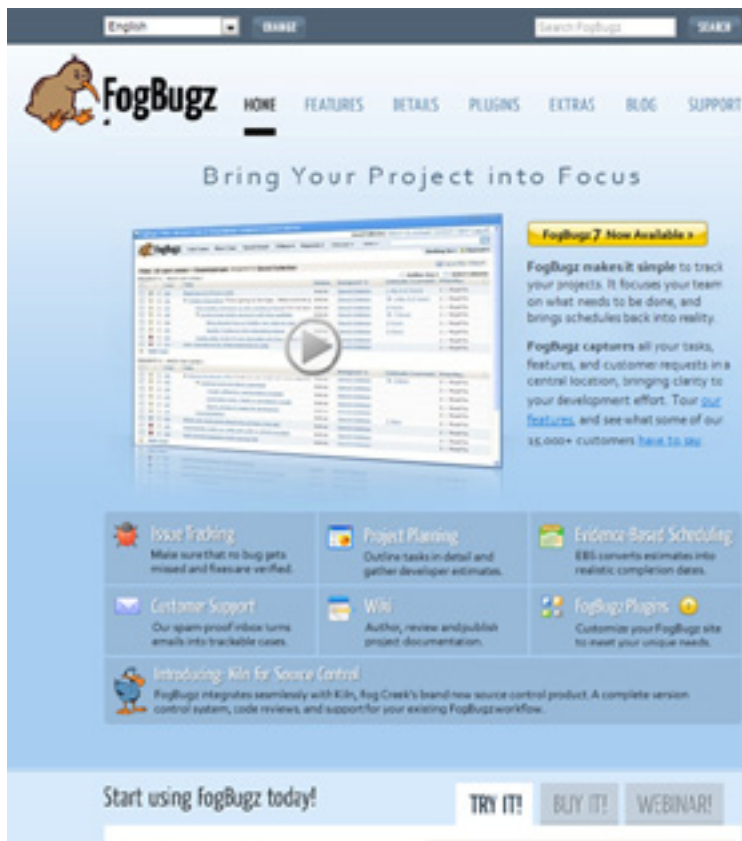 English
CHANGE
Search FogBugz
SEARCH
FogBugz
HOME FEATURES DETAILS PLUGINS EXTRAS BLOG SUPPORT
Bring Your Project into Focus
FogBugz 7 Now Available »
FogBugz makes it simple to track
your projects. It focuses your team
on what needs to be done, and
brings schedules back into reality.
FogBugz captures all your tasks,
features, and customer requests in a
central location, bringing clarity to
your development effort. Tour our
features, and see what some of our
15,000+ customers have to say
Issue Tracking
Make sure that no bug gets
missed and fixes are verified.
Project Planning
Outline tasks in detail and
gather developer estimates.
Evidence-Based Scheduling
EBS converts estimates into
realistic completion dates.
Customer Support
Our spam-proof inbox turns
emails into trackable cases.
Wiki
Author, review and publish
project documentation.
FogBugz Plugins
Customize your FogBugz site
to meet your unique needs.
Introducing: Kiln for Source Control
FogBugz integrates seamlessly with Kiln, Fog Creek's brand new source control product. A complete version
control system, code reviews, and support for your existing FogBugz workflow.
Start using FogBugz today!
TRY IT! BUY IT! WEBINAR!